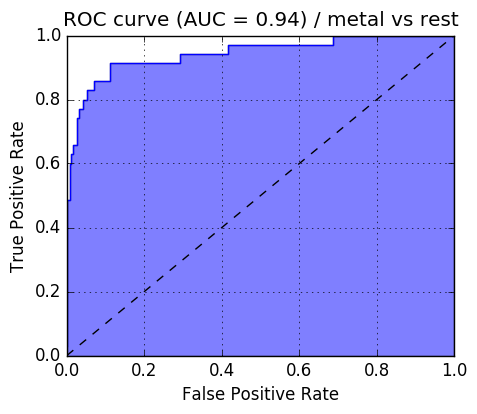 ROC curve (AUC = 0.94) / metal vs rest
1.0
0.8
0.6
0.4
0.2
0.0
True Positive Rate
0.0 0.2 0.4 0.6 0.8 1.0
False Positive Rate